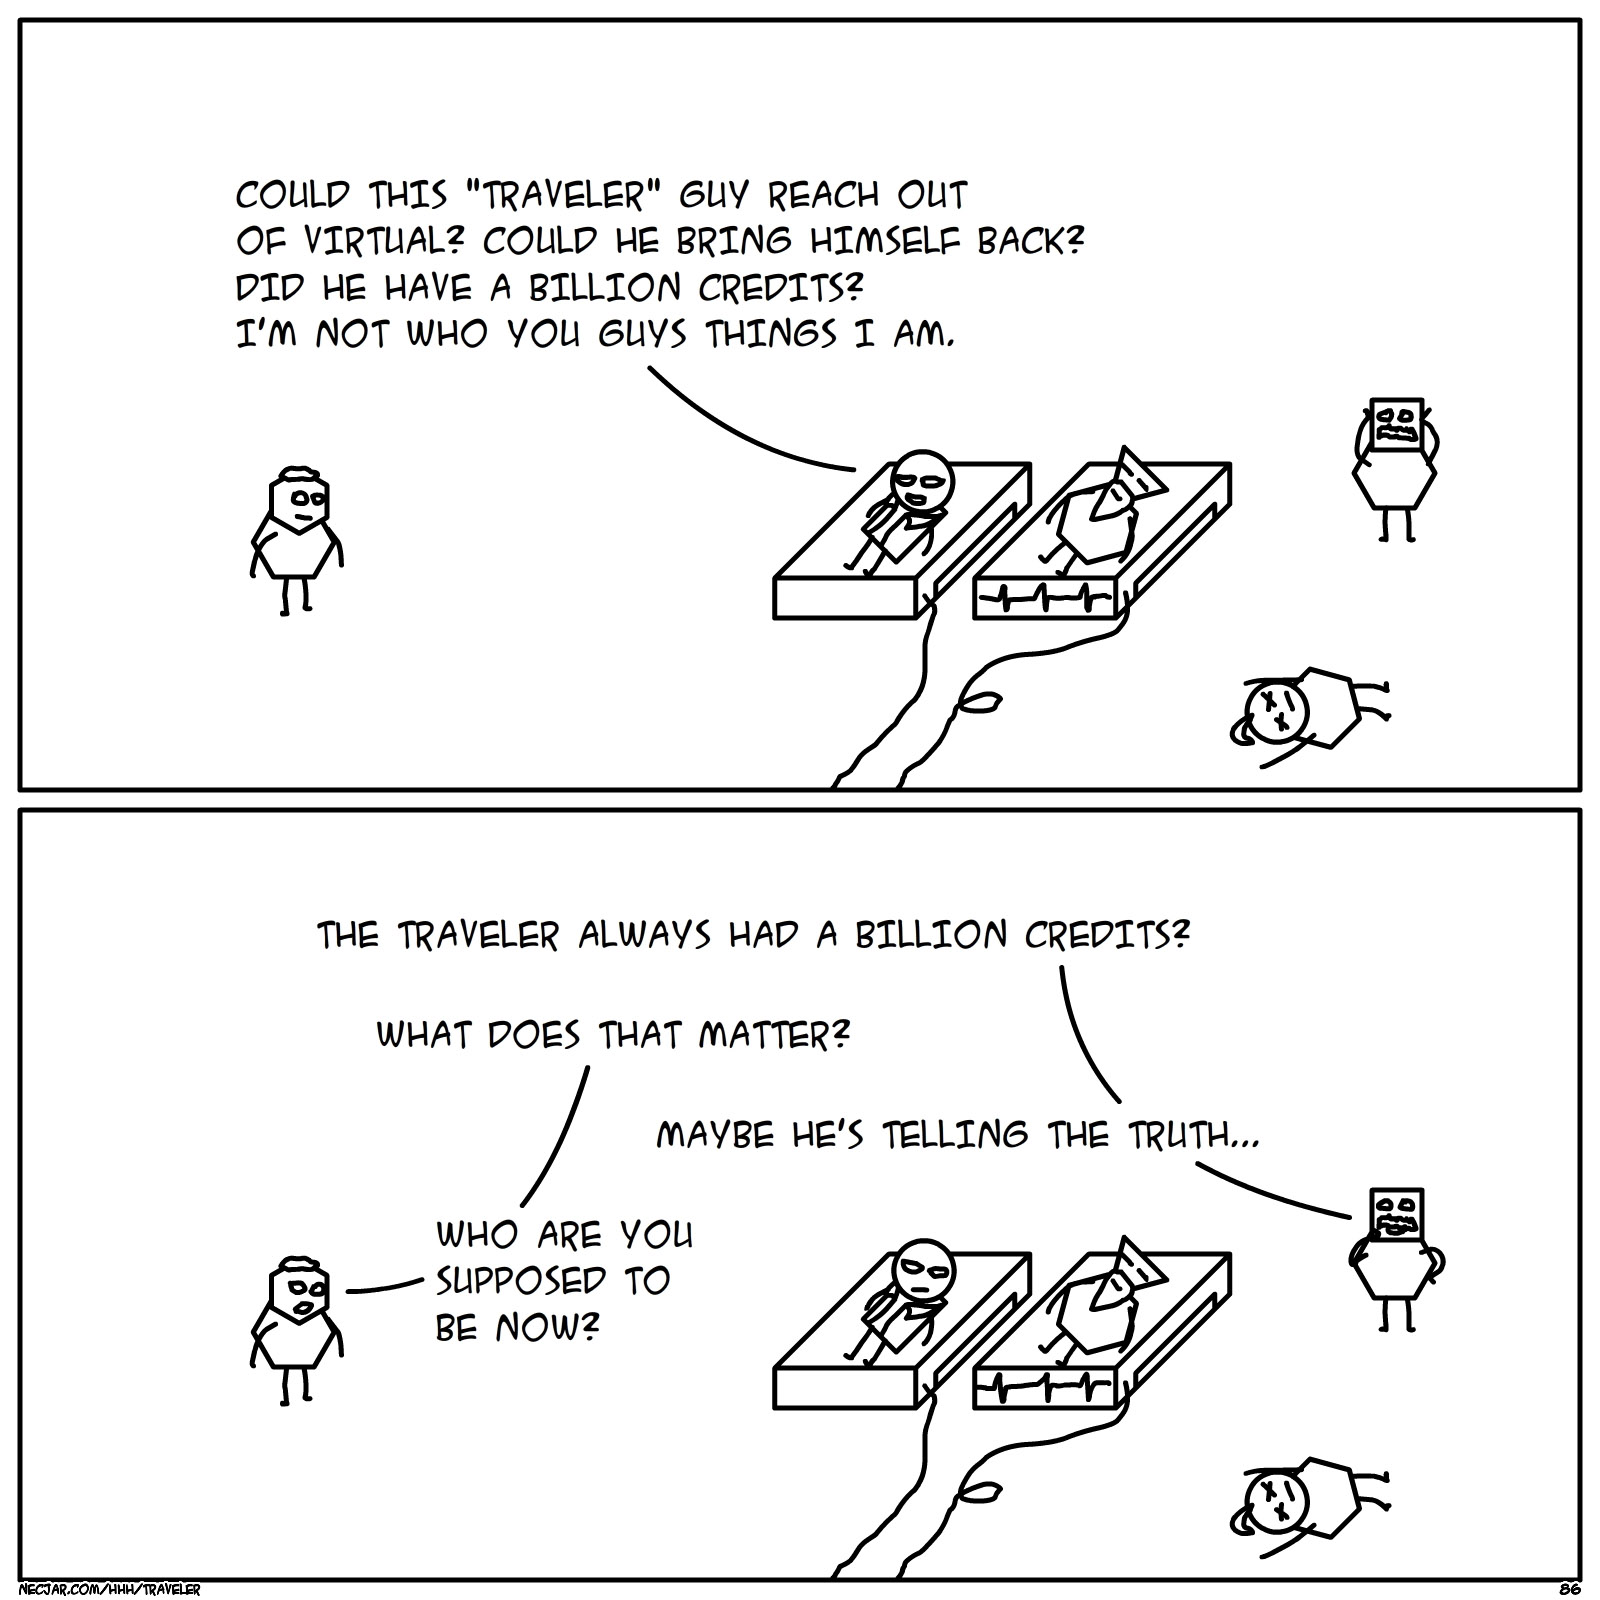 COULD THIS "TRAVELER" GUY REACH OUT
OF VIRTUAL? COULD HE BRING HIMSELF BACK?
DID HE HAVE A BILLION CREDITS?
I'M NOT WHO YOU GUYS THINGS I AM.
THE TRAVELER ALWAYS HAD A BILLION CREDITS?
WHAT DOES THAT MATTER?
MAYBE HE'S TELLING THE TRUTH...
WHO ARE YOU
SUPPOSED TO
BE NOW?
NECJAR.COM/HHH/TRAVELER
86